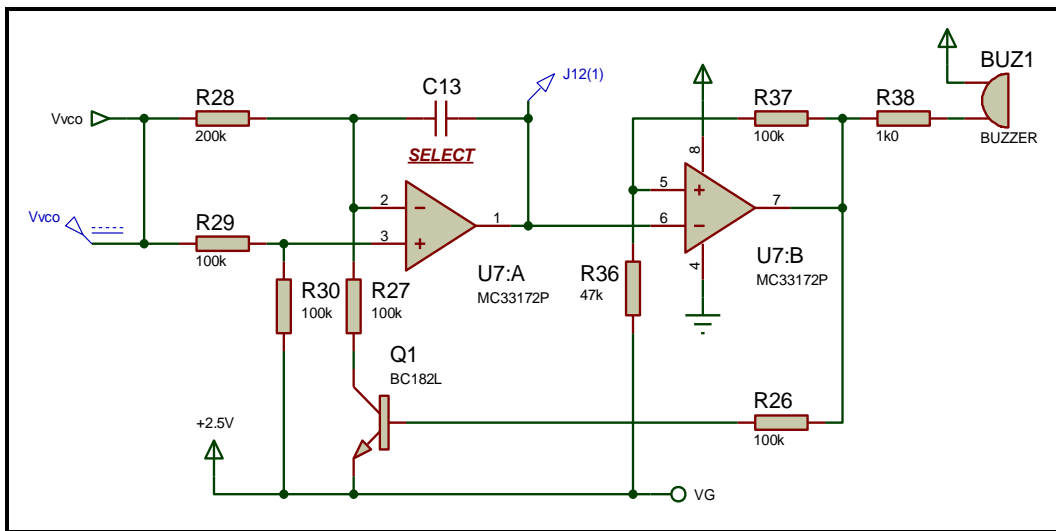 BUZ1
BUZZER
J12(1)
C13
SELECT
R28
200k
Vvco
R37
100k
R38
1k0
8
5
+
6
−
7
4
U7:B
MC33172P
2
−
3
+
1
U7:A
MC33172P
Vvco
R29
100k
R30
100k
R27
100k
R36
47k
Q1
BC182L
R26
100k
+2.5V
VG